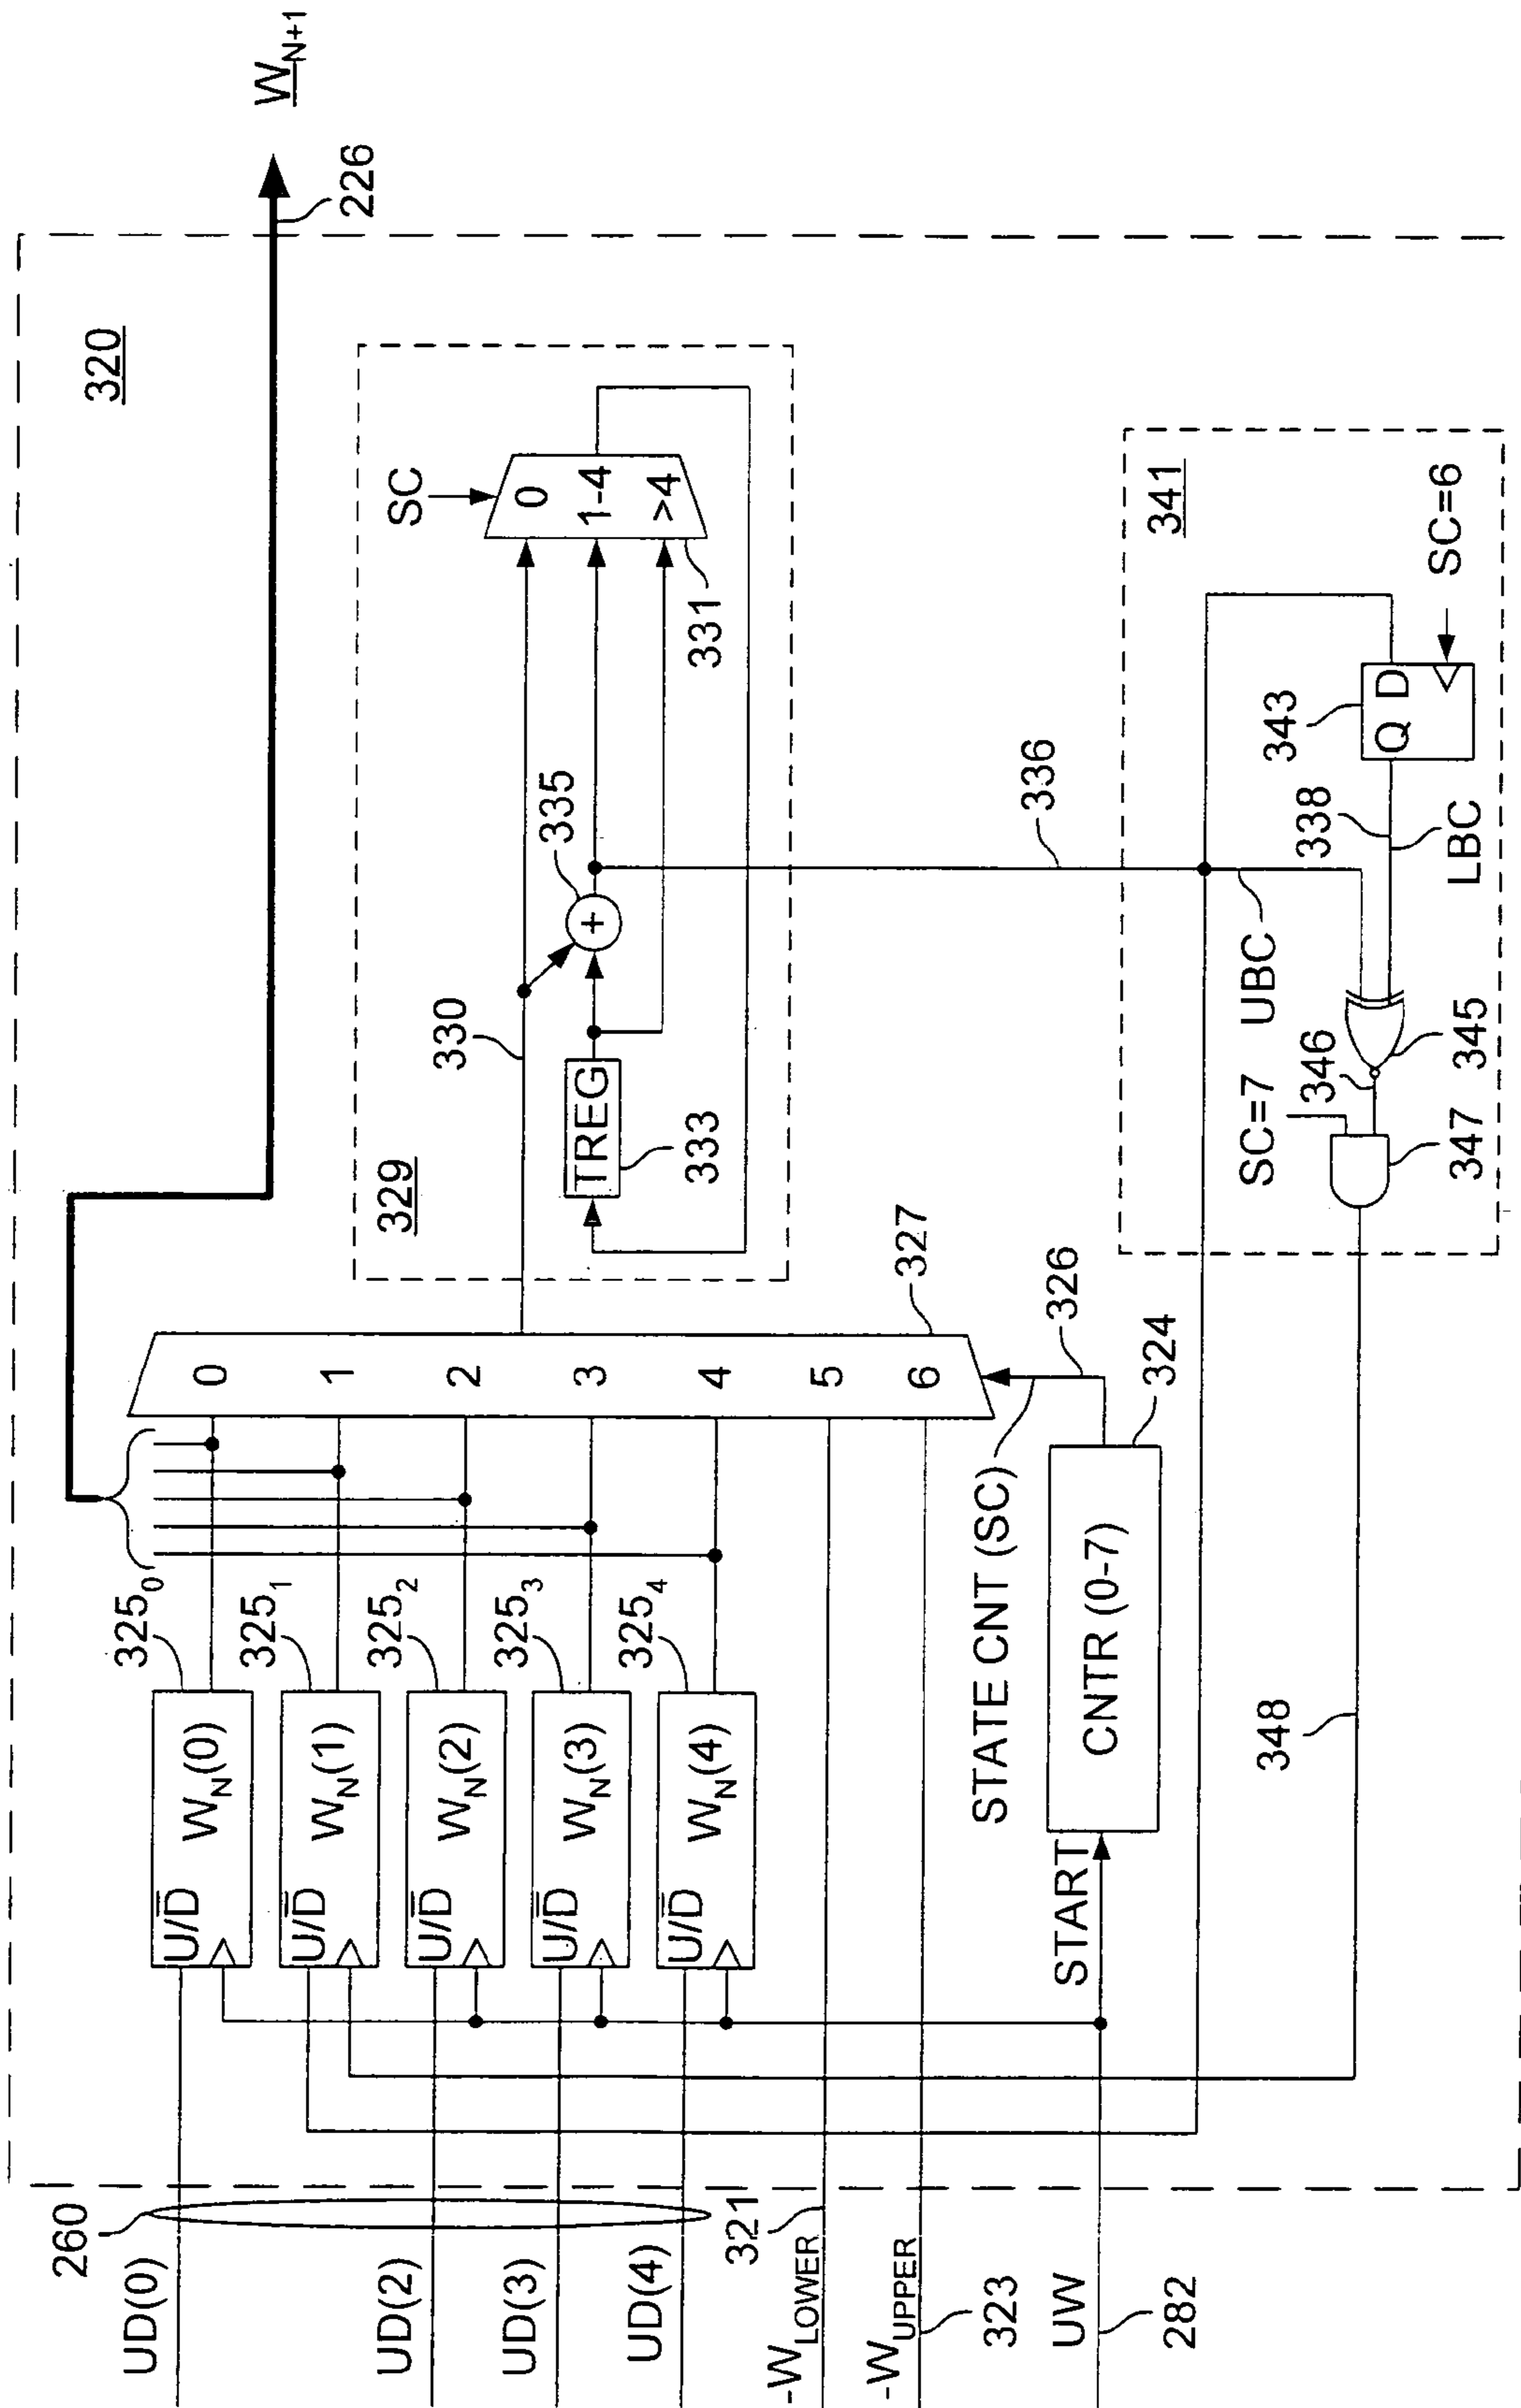 320
W_N+1
226
UD(0)
UD(2)
UD(3)
UD(4)
260
-W_LOWER
321
-W_UPPER
323
UW
282
U/D̅ W_N(0)
U/D̅ W_N(1)
U/D̅ W_N(2)
U/D̅ W_N(3)
U/D̅ W_N(4)
325_0
325_1
325_2
325_3
325_4
0
1
2
3
4
5
6
327
STATE CNT (SC)
326
START
CNTR (0-7)
324
329
330
TREG
333
+
335
SC
0
1-4
>4
331
336
341
UBC
338
LBC
Q D
343
SC=6
SC=7
346
345
347
348